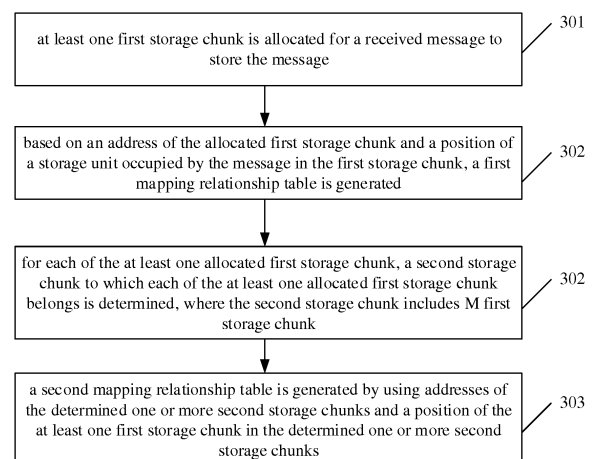 301
at least one first storage chunk is allocated for a received message to
store the message
302
based on an address of the allocated first storage chunk and a position of
a storage unit occupied by the message in the first storage chunk, a first
mapping relationship table is generated
302
for each of the at least one allocated first storage chunk, a second storage
chunk to which each of the at least one allocated first storage chunk
belongs is determined, where the second storage chunk includes M first
storage chunk
303
a second mapping relationship table is generated by using addresses of
the determined one or more second storage chunks and a position of the
at least one first storage chunk in the determined one or more second
storage chunks